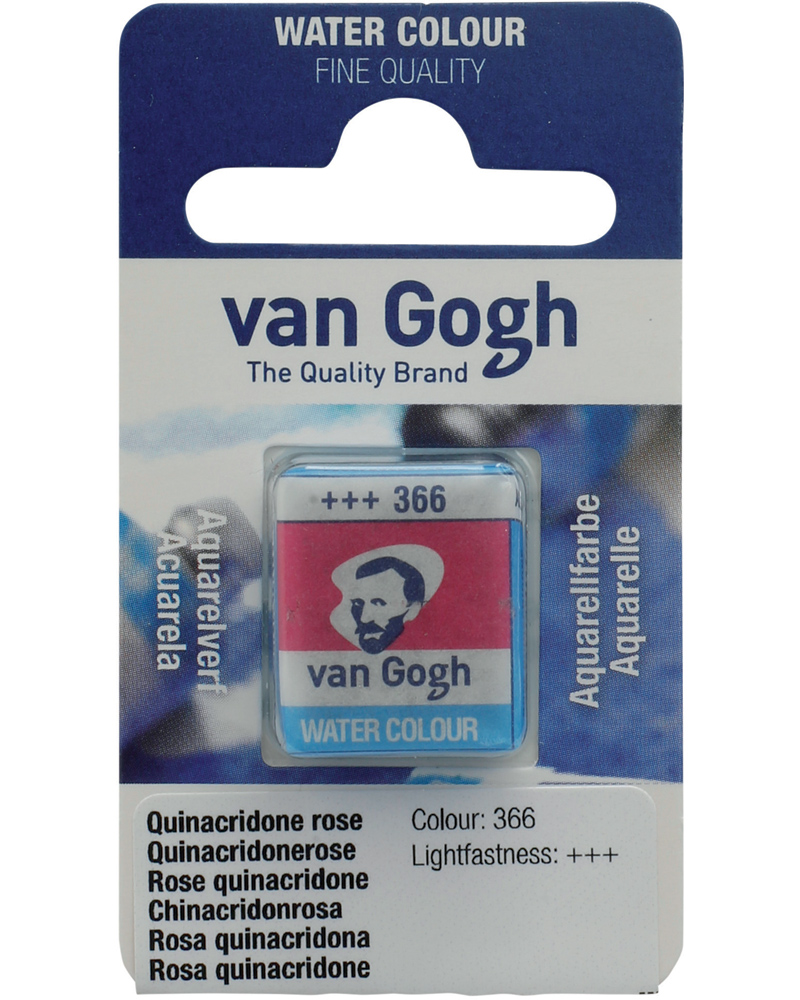 WATER COLOUR
FINE QUALITY
van Gogh
The Quality Brand
+++ 366
van Gogh
WATER COLOUR
Aquarelverf
Acuarela
Aquarellfarbe
Aquarelle
Quinacridone rose
Quinacridonerose
Rose quinacridone
Chinacridonrosa
Rosa quinacridona
Rosa quinacridone
Colour: 366
Lightfastness: +++